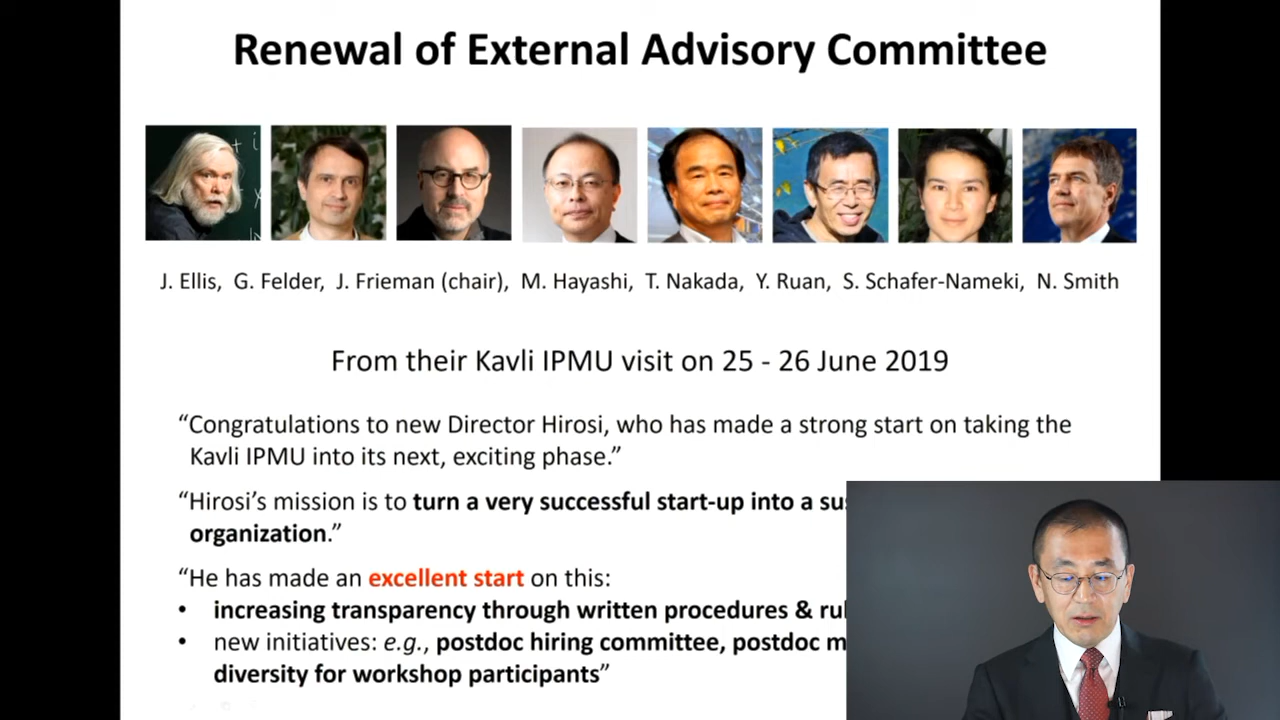 Renewal of External Advisory Committee
J. Ellis, G. Felder, J. Frieman (chair), M. Hayashi, T. Nakada, Y. Ruan, S. Schafer-Nameki, N. Smith
From their Kavli IPMU visit on 25 - 26 June 2019
“Congratulations to new Director Hirosi, who has made a strong start on taking the
Kavli IPMU into its next, exciting phase.”
“Hirosi’s mission is to turn a very successful start-up into a
organization.”
“He has made an excellent start on this:
• increasing transparency through written procedures &
• new initiatives: e.g., postdoc hiring committee, postdoc
diversity for workshop participants”